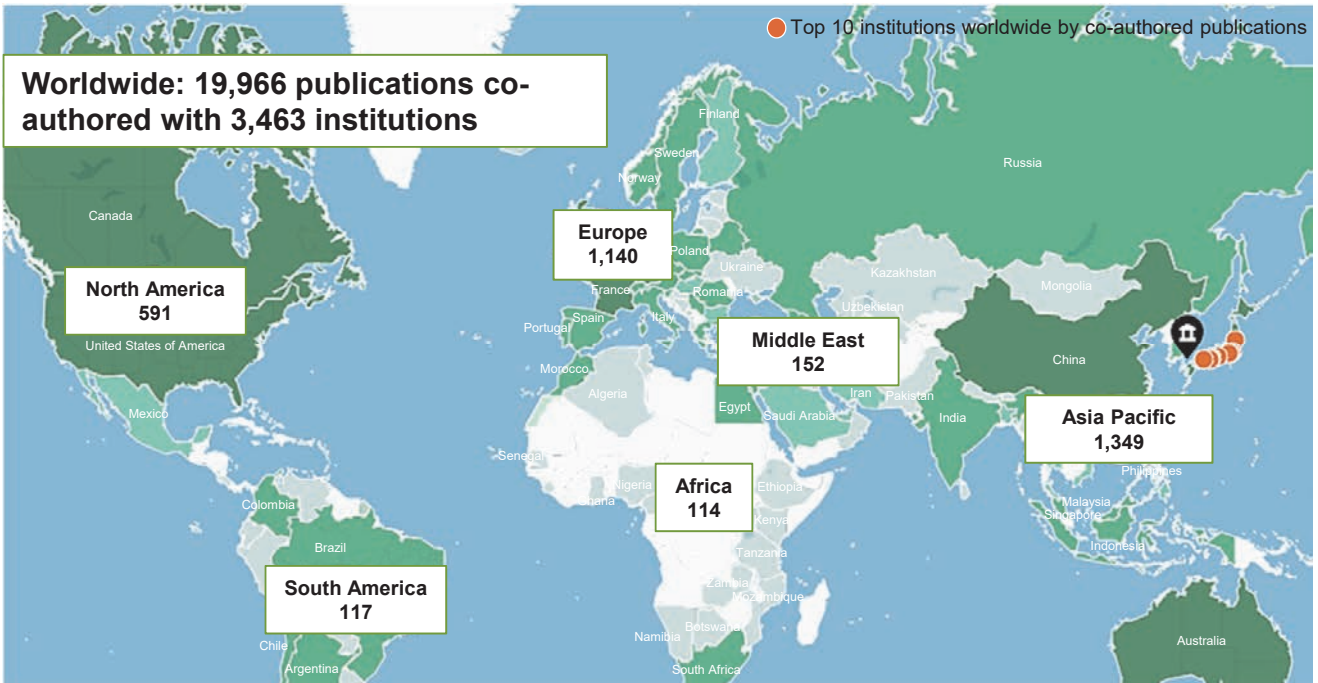 Top 10 institutions worldwide by co-authored publications
Worldwide: 19,966 publications co-
authored with 3,463 institutions
Finland
Sweden
Norway
Russia
Canada
Europe
1,140
Poland
Ukraine
Kazakhstan
Mongolia
North America
591
France
Romania
Uzbekistan
Spain
Italy
Portugal
United States of America
Middle East
152
China
Morocco
Algeria
Iran
Pakistan
Mexico
Egypt
Saudi Arabia
India
Asia Pacific
1,349
Senegal
Nigeria
Ghana
Africa
114
Ethiopia
Philippines
Colombia
Malaysia
Singapore
Kenya
Brazil
Indonesia
Tanzania
South America
117
Zambia
Mozambique
Namibia
Botswana
Chile
Australia
Argentina
South Africa